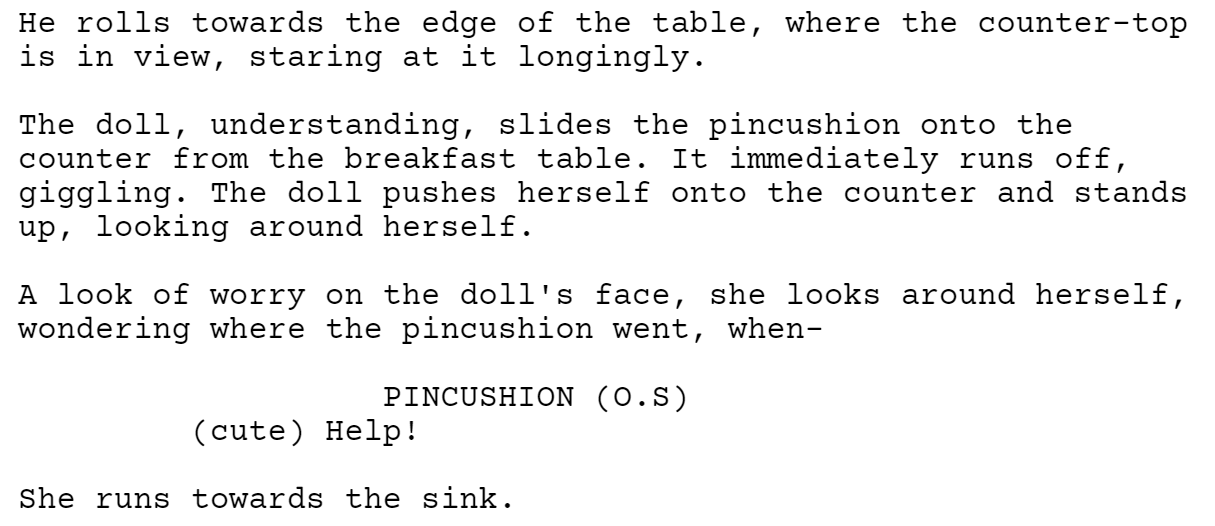 He rolls towards the edge of the table, where the counter-top
is in view, staring at it longingly.
The doll, understanding, slides the pincushion onto the
counter from the breakfast table. It immediately runs off,
giggling. The doll pushes herself onto the counter and stands
up, looking around herself.
A look of worry on the doll's face, she looks around herself,
wondering where the pincushion went, when-
PINCUSHION (O.S)
(cute) Help!
She runs towards the sink.